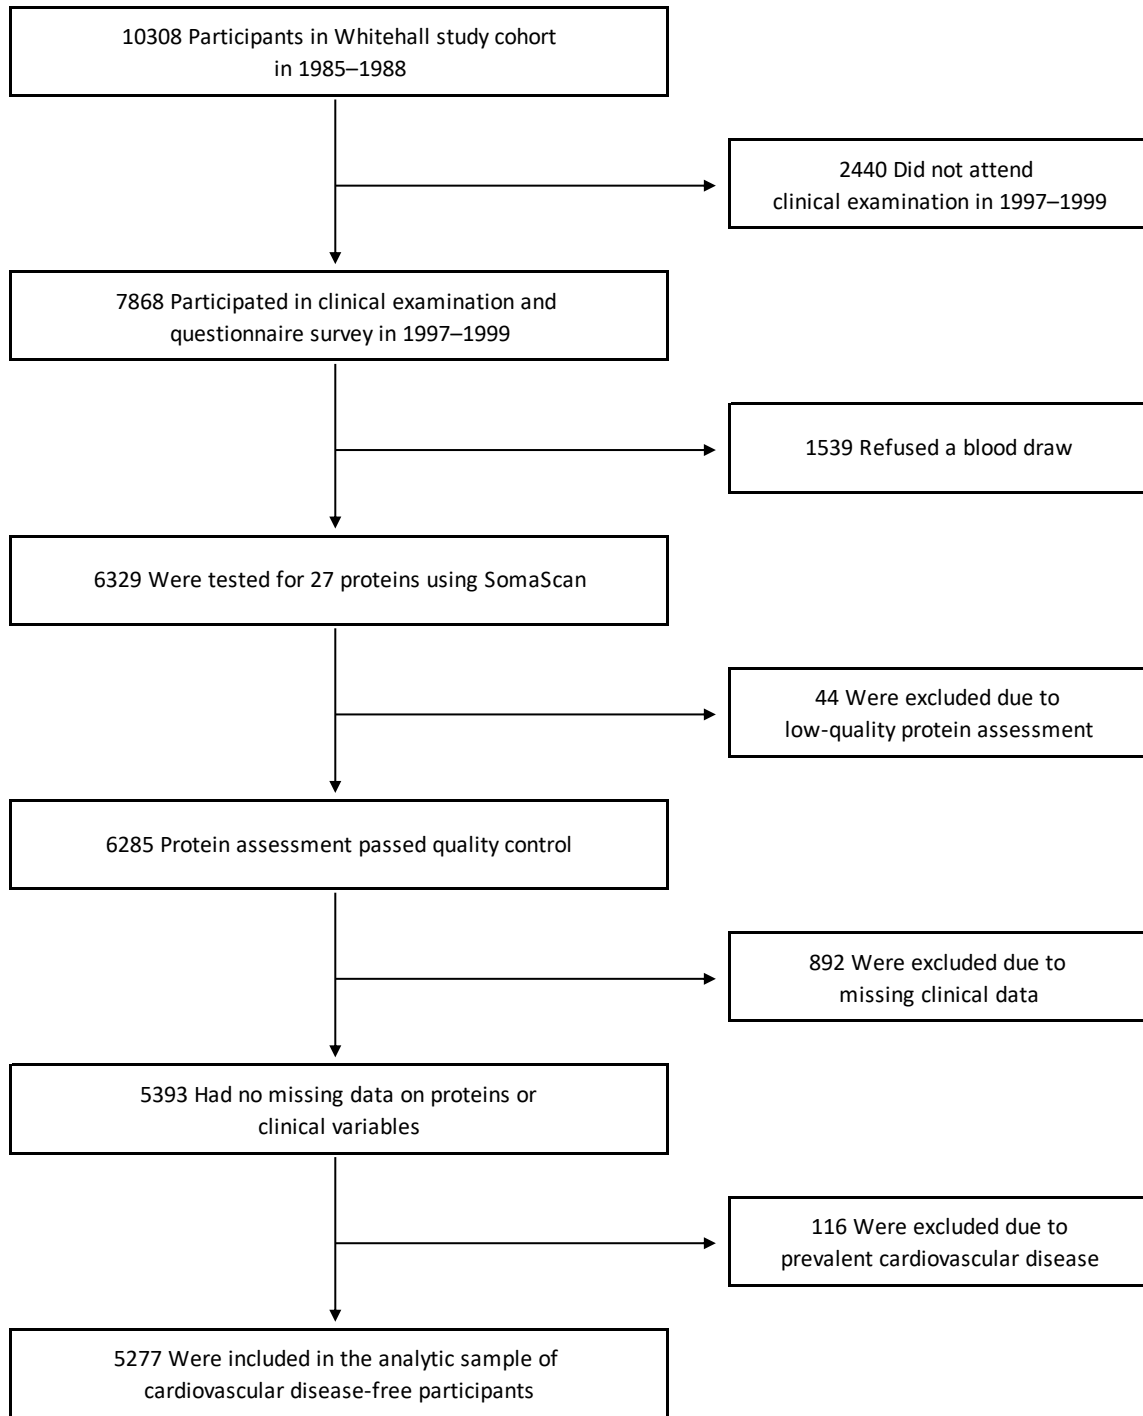 10308 Participants in Whitehall study cohort
in 1985–1988
2440 Did not attend
clinical examination in 1997–1999
7868 Participated in clinical examination and
questionnaire survey in 1997–1999
1539 Refused a blood draw
6329 Were tested for 27 proteins using SomaScan
44 Were excluded due to
low-quality protein assessment
6285 Protein assessment passed quality control
892 Were excluded due to
missing clinical data
5393 Had no missing data on proteins or
clinical variables
116 Were excluded due to
prevalent cardiovascular disease
5277 Were included in the analytic sample of
cardiovascular disease-free participants